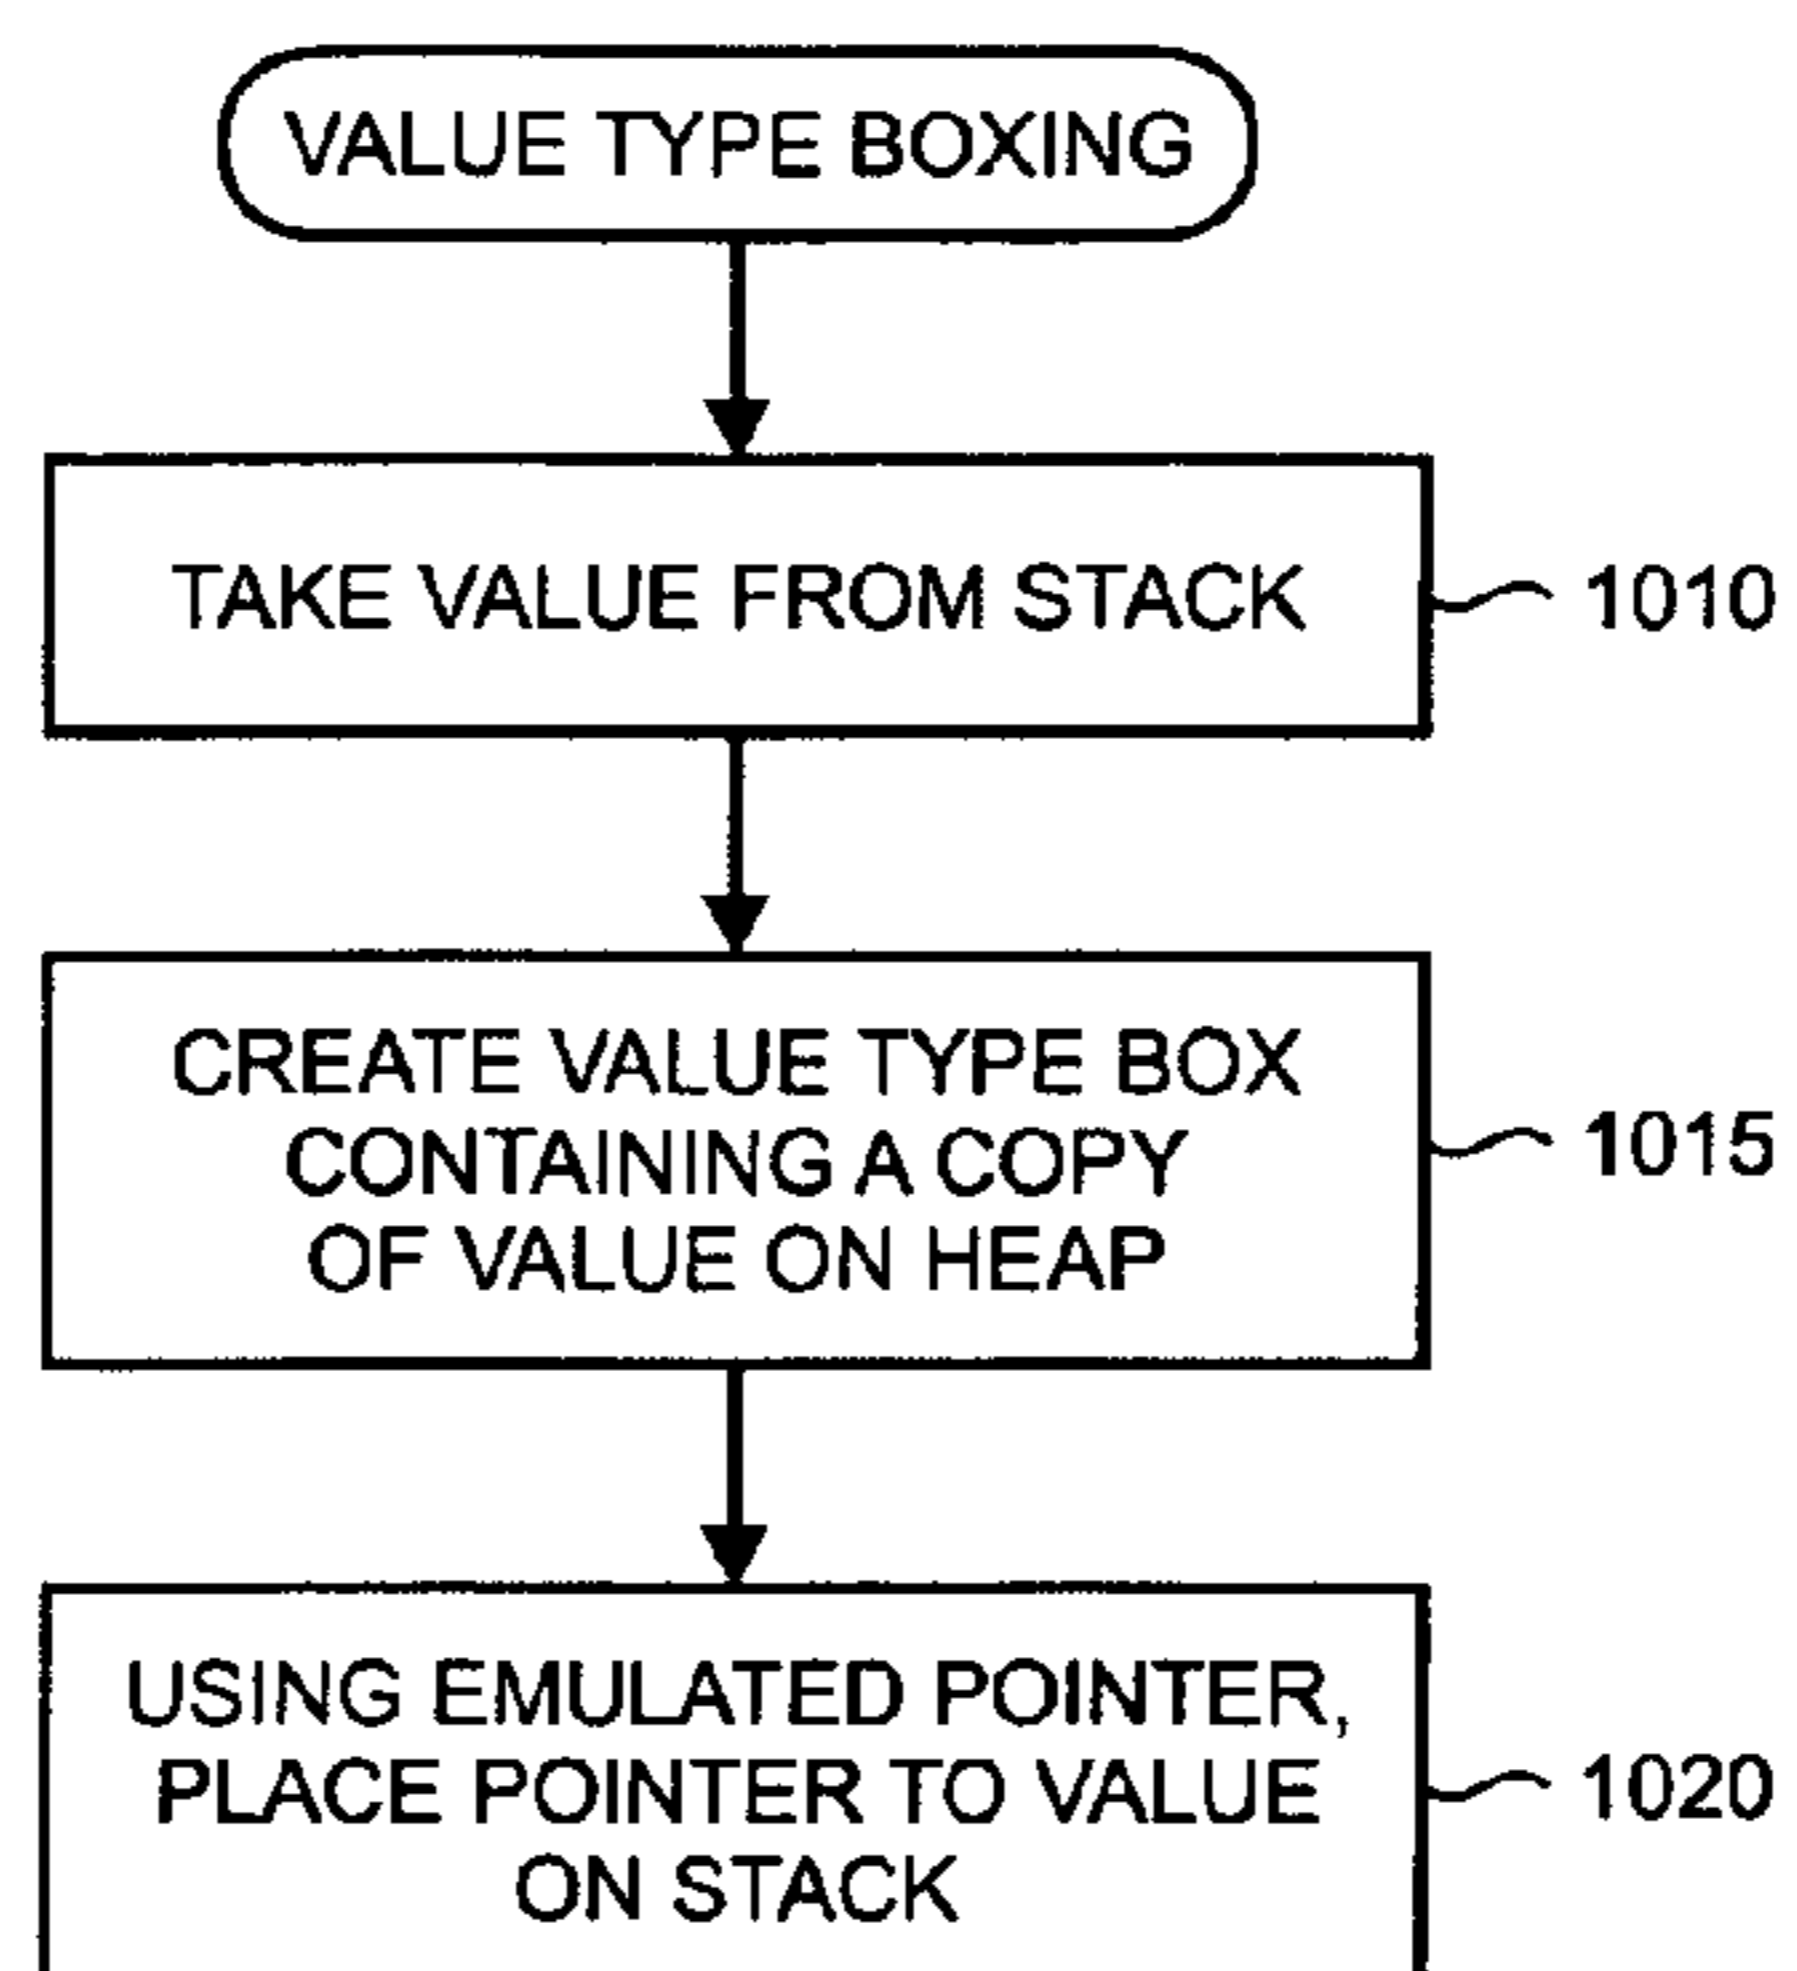 VALUE TYPE BOXING
TAKE VALUE FROM STACK
1010
CREATE VALUE TYPE BOX
CONTAINING A COPY
OF VALUE ON HEAP
1015
USING EMULATED POINTER,
PLACE POINTER TO VALUE
ON STACK
1020